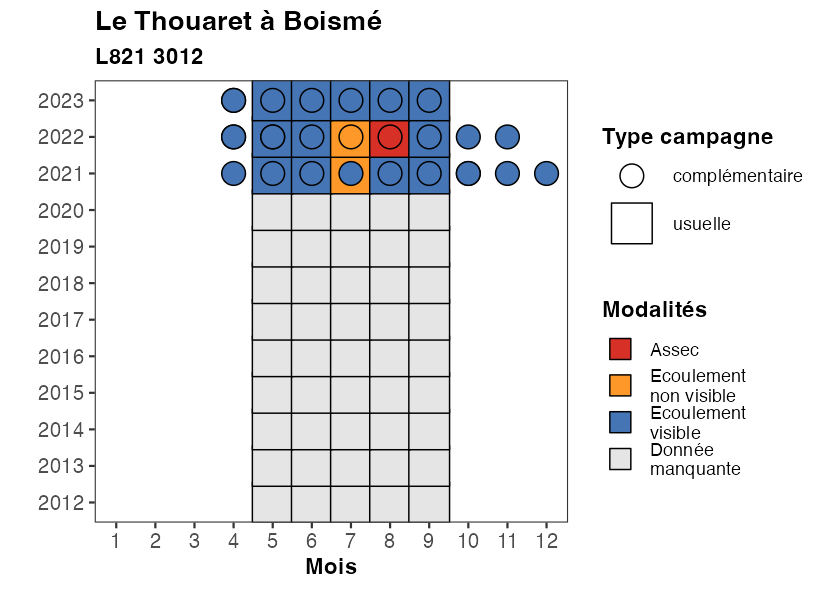 Le Thouaret à Boismé
L821 3012
2023
2022
2021
2020
2019
2018
2017
2016
2015
2014
2013
2012
1 2 3 4 5 6 7 8 9 10 11 12
Mois
Type campagne
complémentaire
usuelle
Modalités
Assec
Ecoulement
non visible
Ecoulement
visible
Donnée
manquante